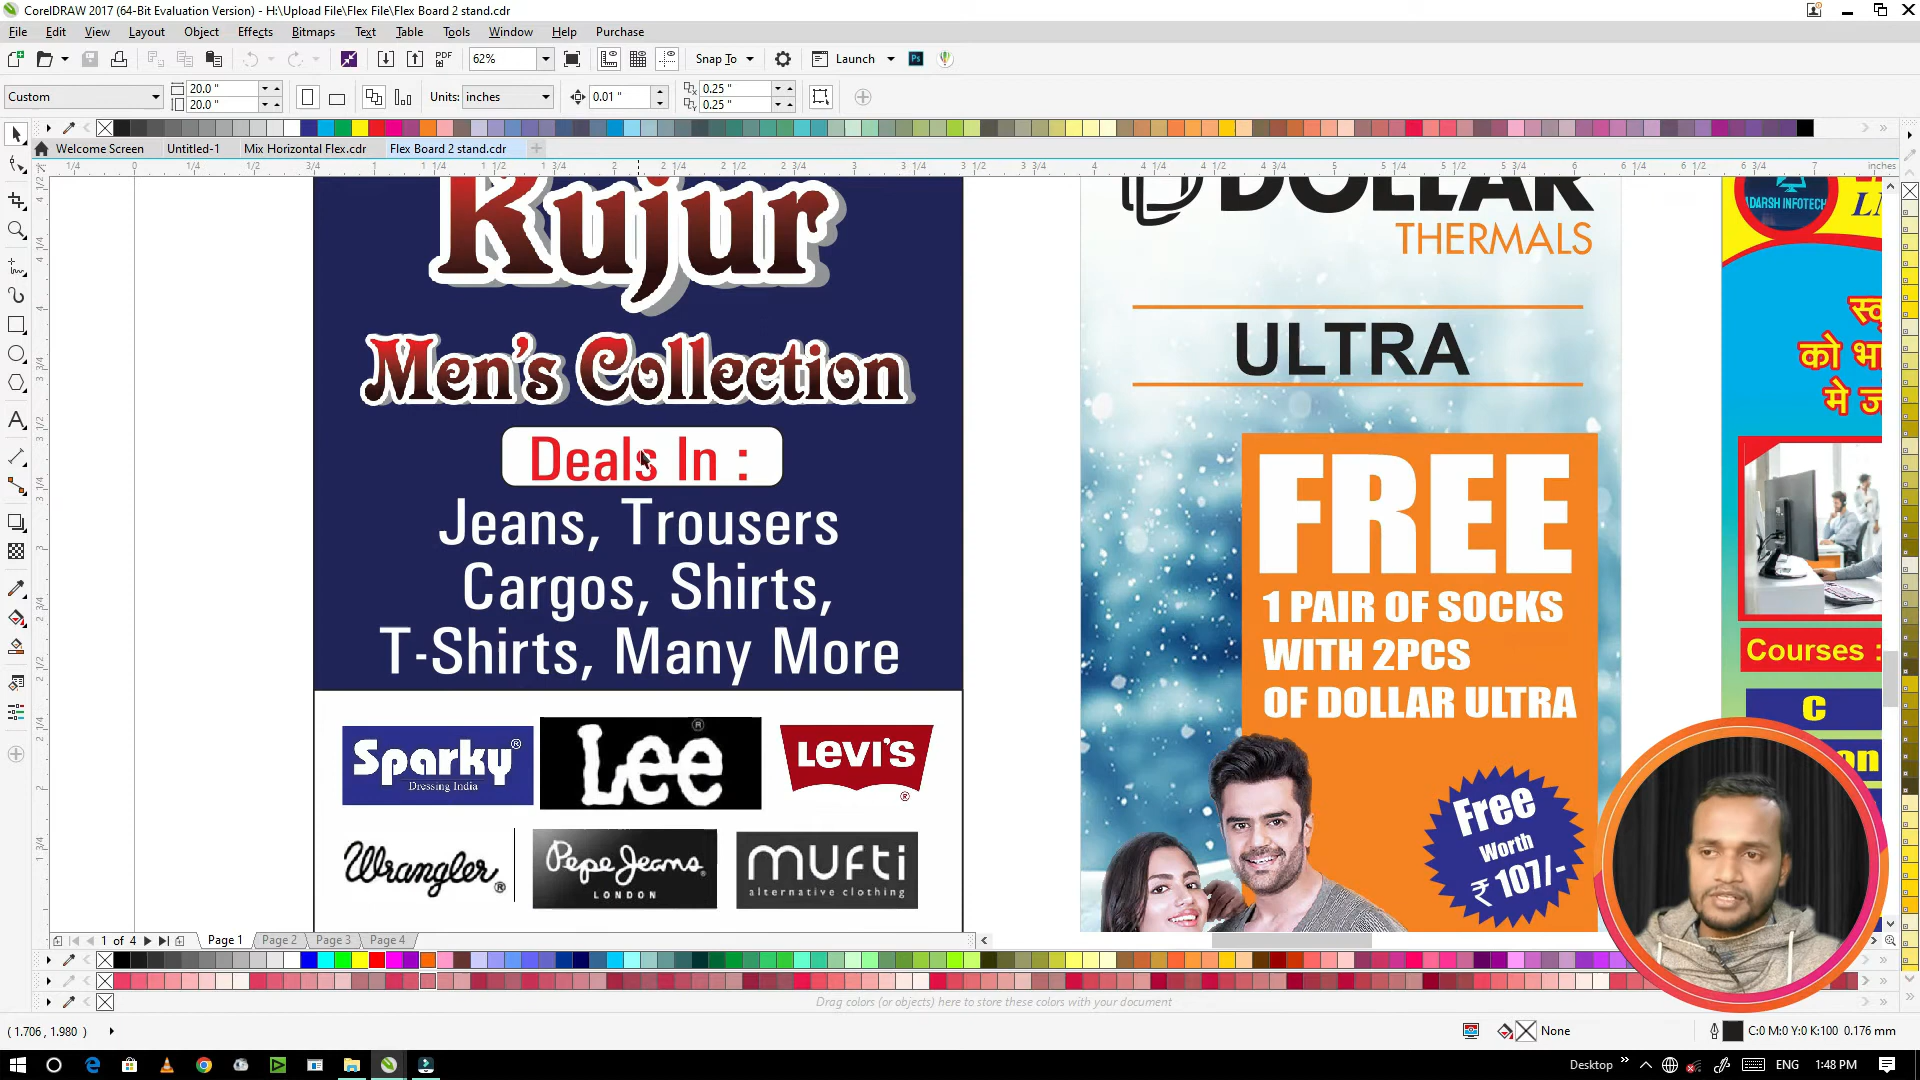 CorelDRAW 2017 (64-Bit Evaluation Version) - H:\Upload File\Flex File\Flex Board 2 stand.cdr
File Edit View Layout Object Effects Bitmaps Text Table Tools Window Help Purchase
PDF 62% Snap To Launch Ps
Custom 20.0 " 20.0 " Units: inches 0.01 " 0.25 " 0.25 "
Welcome Screen Untitled-1 Mix Horizontal Flex.cdr Flex Board 2 stand.cdr
inches
Kujur
Men's Collection
Deals In :
Jeans, Trousers
Cargos, Shirts,
T-Shirts, Many More
Sparky®
Dressing India
Lee ®
LEVI'S ®
Wrangler ®
Pepe Jeans
LONDON
MUFTI
alternative clothing
DOLLAR
THERMALS
ULTRA
FREE
1 PAIR OF SOCKS
WITH 2PCS
OF DOLLAR ULTRA
Free
Worth
₹ 107/-
ADARSH INFOTECH
को भा
मे
Courses :
C
1 of 4 Page 1 Page 2 Page 3 Page 4
Drag colors (or objects) here to store these colors with your document
( 1.706 , 1.980 ) None C:0 M:0 Y:0 K:100 0.176 mm
Desktop ENG 1:48 PM